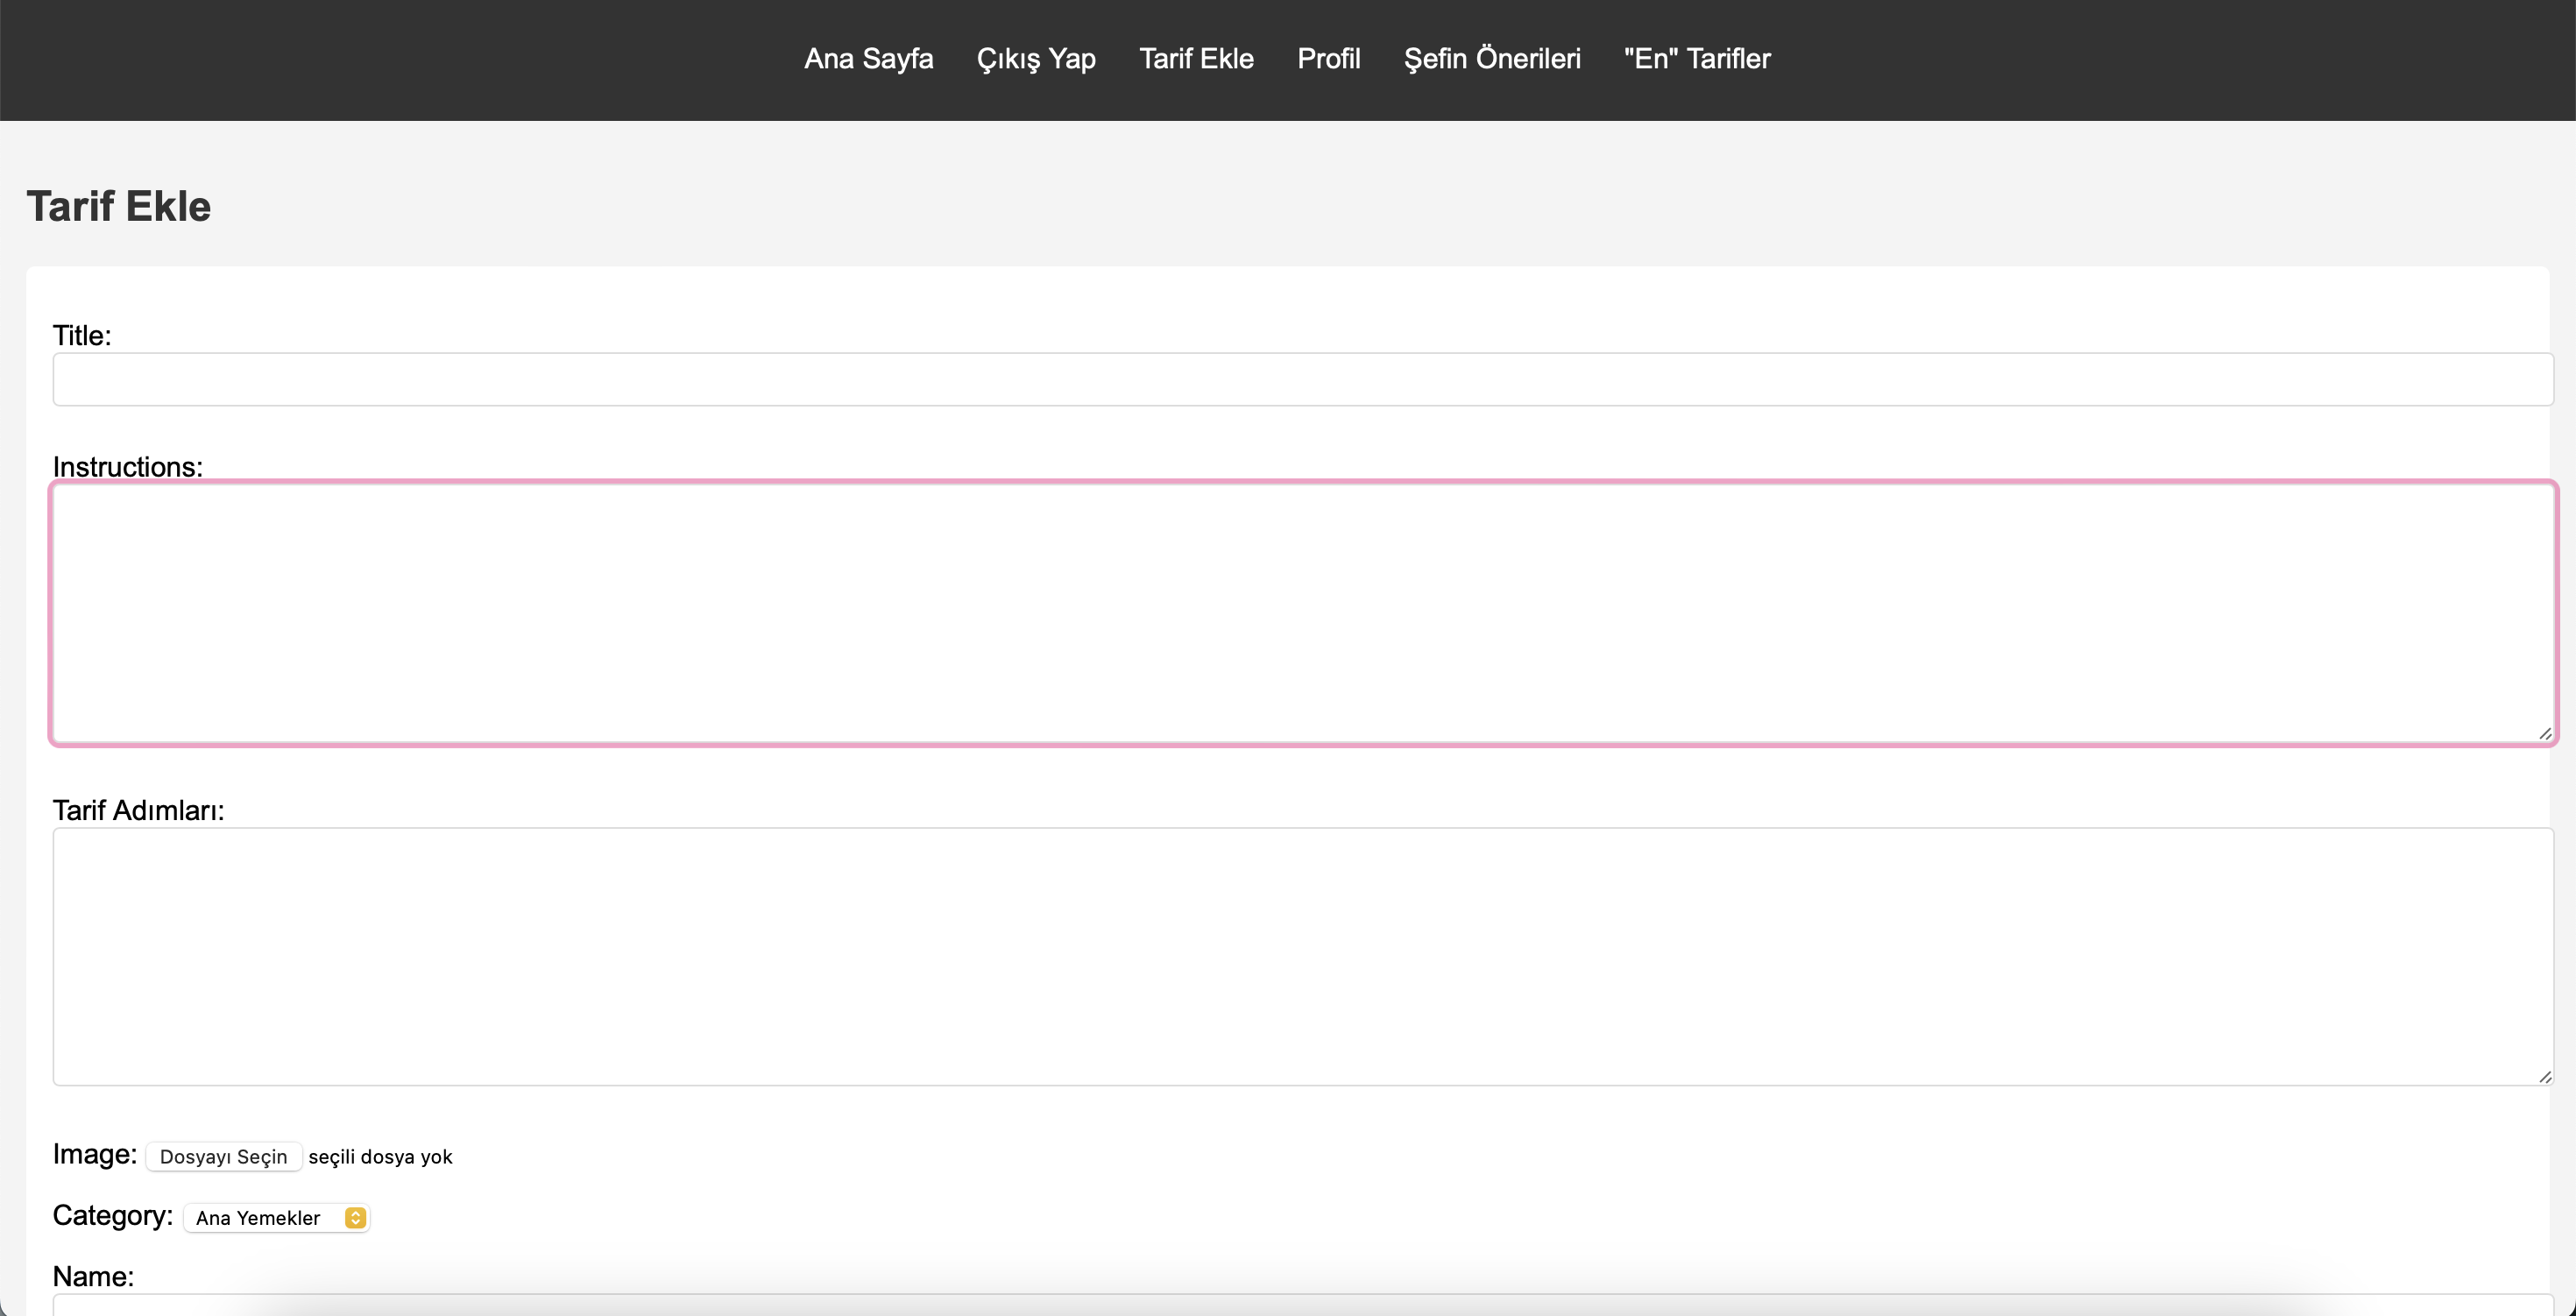 Ana Sayfa Çıkış Yap Tarif Ekle Profil Şefin Önerileri "En" Tarifler
Tarif Ekle
Title:
Instructions:
Tarif Adımları:
Image: Dosyayı Seçin seçili dosya yok
Category: Ana Yemekler
Name: